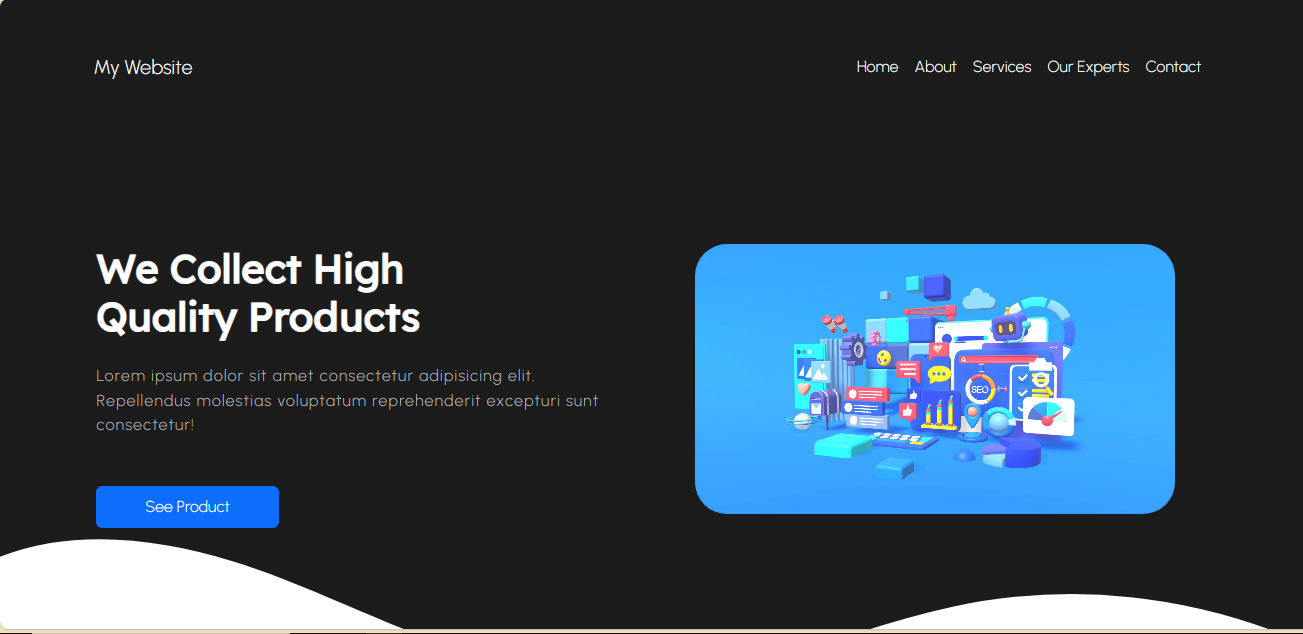 My Website
Home About Services Our Experts Contact
We Collect High
Quality Products
Lorem ipsum dolor sit amet consectetur adipisicing elit.
Repellendus molestias voluptatum reprehenderit excepturi sunt
consectetur!
See Product
SEO